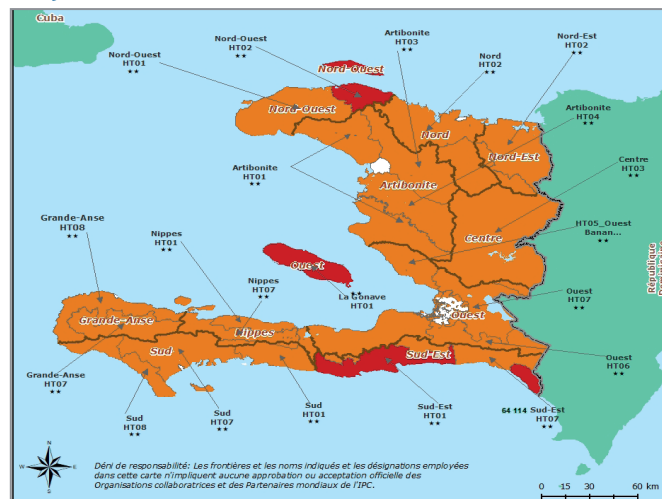 Cuba
Nord-Ouest
HT02
★★
Artibonite
HT03
★★
Nord-Est
HT02
★★
Nord-Ouest
HT01
★★
Nord
HT02
★★
Nord-Ouest
Nord-Ouest
Artibonite
HT04
★★
Nord
Nord-Est
Artibonite
HT01
★★
Centre
HT03
★★
Artibonite
Grande-Anse
HT08
★★
Nippes
HT01
★★
HT05_Ouest
Banan...
★★
Centre
Ouest
Nippes
HT07
★★
La Gonave
HT01
★★
Ouest
HT07
★★
République
Grande-Anse
Nippes
Ouest
Sud
Sud-Est
Ouest
HT06
★★
Grande-Anse
HT07
★★
Sud
HT08
★★
Sud
HT07
★★
Sud
HT01
★★
Sud-Est
HT01
★★
64 114
Sud-Est
HT07
★★
N
W
E
S
Déni de responsabilité: Les frontières et les noms indiqués et les désignations employées
dans cette carte n'impliquent aucune approbation ou acceptation officielle des
Organisations collaboratrices et des Partenaires mondiaux de l'IPC.
0 15 30 60 km